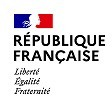 RÉPUBLIQUE
FRANÇAISE
Liberté
Égalité
Fraternité